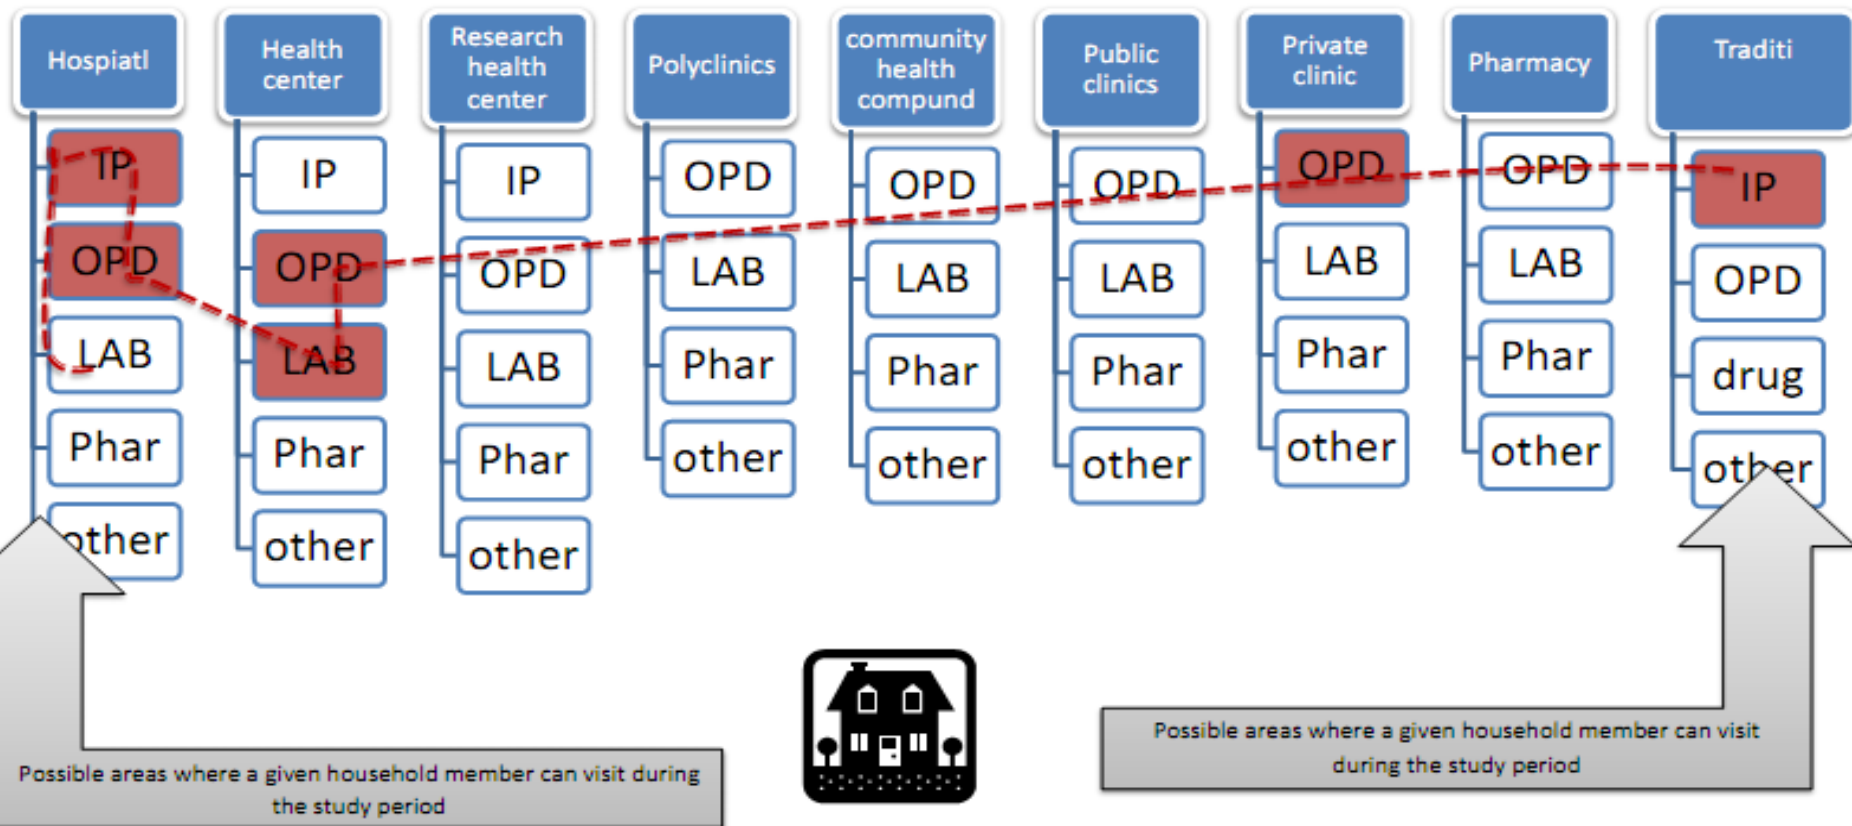 Hospiatl
IP
OPD
LAB
Phar
other
Health
center
IP
OPD
LAB
Phar
other
Research
health
center
IP
OPD
LAB
Phar
other
Polyclinics
OPD
LAB
Phar
other
community
health
compund
OPD
LAB
Phar
other
Public
clinics
OPD
LAB
Phar
other
Private
clinic
OPD
LAB
Phar
other
Pharmacy
OPD
LAB
Phar
other
Traditi
IP
OPD
drug
other
Possible areas where a given household member can visit during
the study period
Possible areas where a given household member can visit
during the study period